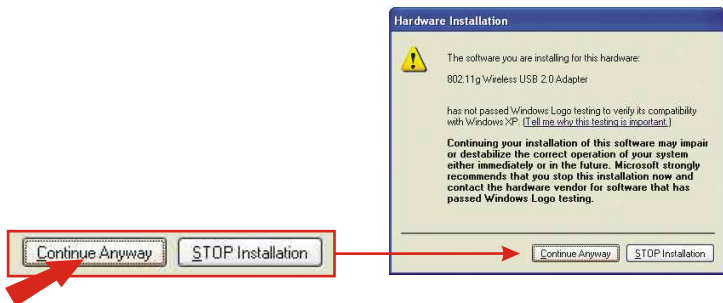 Hardware Installation
The software you are installing for this hardware:
802.11g Wireless USB 2.0 Adapter
has not passed Windows Logo testing to verify its compatibility
with Windows XP. (Tell me why this testing is important.)
Continuing your installation of this software may impair
or destabilize the correct operation of your system
either immediately or in the future. Microsoft strongly
recommends that you stop this installation now and
contact the hardware vendor for software that has
passed Windows Logo testing.
Continue Anyway STOP Installation
Continue Anyway STOP Installation